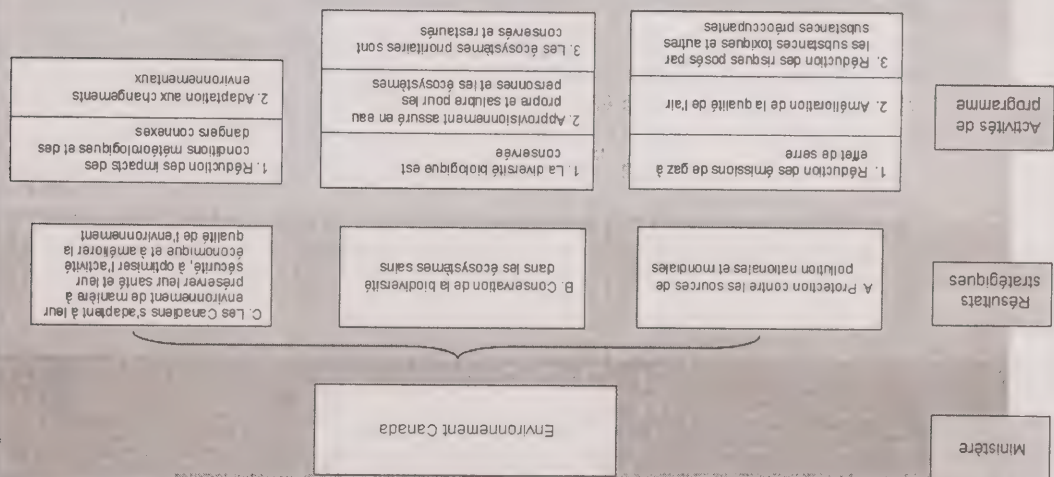 Ministère
Environnement Canada
Résultats
stratégiques
A Protection contre les sources de
pollution nationales et mondiales
B. Conservation de la biodiversité
dans les écosystèmes sains
C. Les Canadiens s'adaptent à leur
environnement de manière à
préserver leur santé et leur
sécurité, à optimiser l'activité
économique et à améliorer la
qualité de l'environnement
Activités de
programme
1. Réduction des émissions de gaz à
effet de serre
2. Amélioration de la qualité de l'air
3. Réduction des risques posés par
les substances toxiques et autres
substances préoccupantes
1 La diversité biologique est
conservée
2. Approvisionnement assuré en eau
propre et salubre pour les
personnes et les écosystèmes
3. Les écosystèmes prioritaires sont
conservés et restaurés
1. Réduction des impacts des
conditions météorologiques et des
dangers connexes
2. Adaptation aux changements
environnementaux